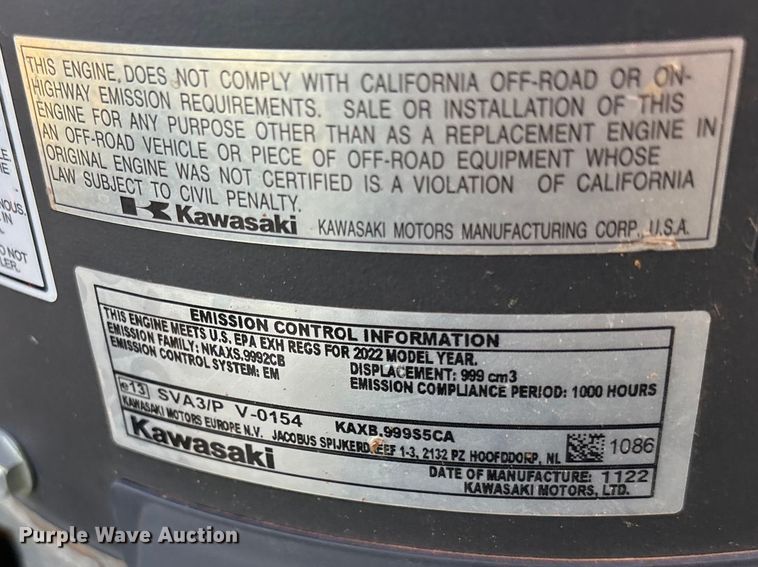 THIS ENGINE, DOES NOT COMPLY WITH CALIFORNIA OFF-ROAD OR ON-
HIGHWAY EMISSION REQUIREMENTS. SALE OR INSTALLATION OF THIS
ENGINE FOR ANY PURPOSE OTHER THAN AS A REPLACEMENT ENGINE IN
AN OFF-ROAD VEHICLE OR PIECE OF OFF-ROAD EQUIPMENT WHOSE
ORIGINAL ENGINE WAS NOT CERTIFIED IS A VIOLATION OF CALIFORNIA
LAW SUBJECT TO CIVIL PENALTY.
Kawasaki KAWASAKI MOTORS MANUFACTURING CORP., U.S.A.
EMISSION CONTROL INFORMATION
THIS ENGINE MEETS U.S. EPA EXH REGS FOR 2022 MODEL YEAR.
EMISSION FAMILY: NKAXS.9992CB DISPLACEMENT: 999 cm3
EMISSION CONTROL SYSTEM: EM EMISSION COMPLIANCE PERIOD: 1000 HOURS
e13 SVA3/P V-0154 KAXB.999S5CA
KAWASAKI MOTORS EUROPE N.V. JACOBUS SPIJKERDREEF 1-3, 2132 PZ HOOFDDORP, NL 1086
Kawasaki DATE OF MANUFACTURE: 1122
KAWASAKI MOTORS, LTD.
IN
NOT
Purple Wave Auction